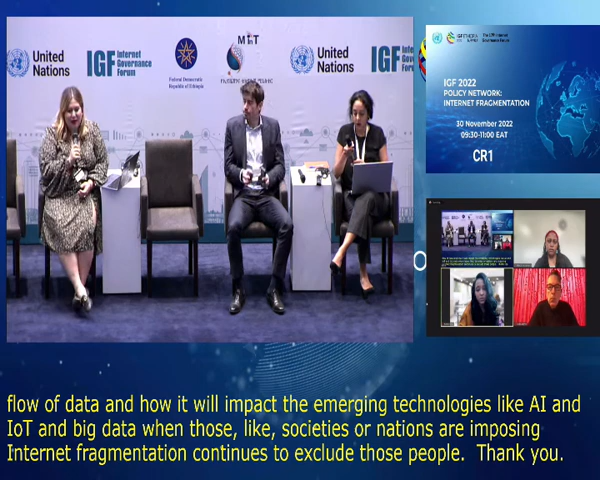 United
Nations
IGF Internet
Governance
Forum
Federal Democratic
Republic of Ethiopia
United
Nations
IGF
IGF 2022
POLICY NETWORK:
INTERNET FRAGMENTATION
30 November 2022
09:30-11:00 EAT
CR1
flow of data and how it will impact the emerging technologies like AI and
IoT and big data when those, like, societies or nations are imposing
Internet fragmentation continues to exclude those people.  Thank you.